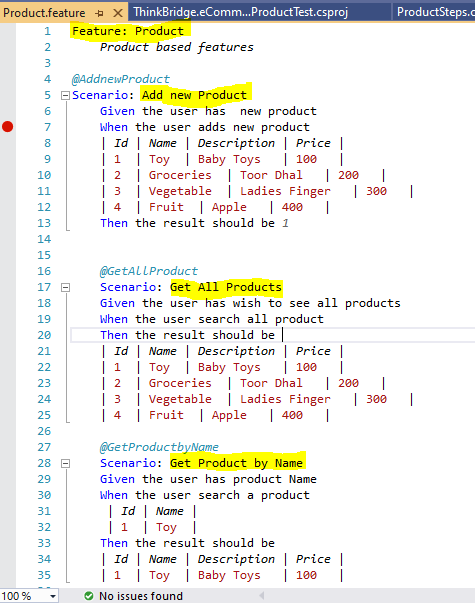 Product.feature ThinkBridge.eComm...ProductTest.csproj ProductSteps.c
1 Feature: Product
2 Product based features
3
4 @AddnewProduct
5 Scenario: Add new Product
6 Given the user has new product
7 When the user adds new product
8 | Id | Name | Description | Price |
9 | 1 | Toy | Baby Toys | 100 |
10 | 2 | Groceries | Toor Dhal | 200 |
11 | 3 | Vegetable | Ladies Finger | 300 |
12 | 4 | Fruit | Apple | 400 |
13 Then the result should be 1
14
15
16 @GetAllProduct
17 Scenario: Get All Products
18 Given the user has wish to see all products
19 When the user search all product
20 Then the result should be
21 | Id | Name | Description | Price |
22 | 1 | Toy | Baby Toys | 100 |
23 | 2 | Groceries | Toor Dhal | 200 |
24 | 3 | Vegetable | Ladies Finger | 300 |
25 | 4 | Fruit | Apple | 400 |
26
27 @GetProductbyName
28 Scenario: Get Product by Name
29 Given the user has product Name
30 When the user search a product
31 | Id | Name |
32 | 1 | Toy |
33 Then the result should be
34 | Id | Name | Description | Price |
35 | 1 | Toy | Baby Toys | 100 |
100 % No issues found